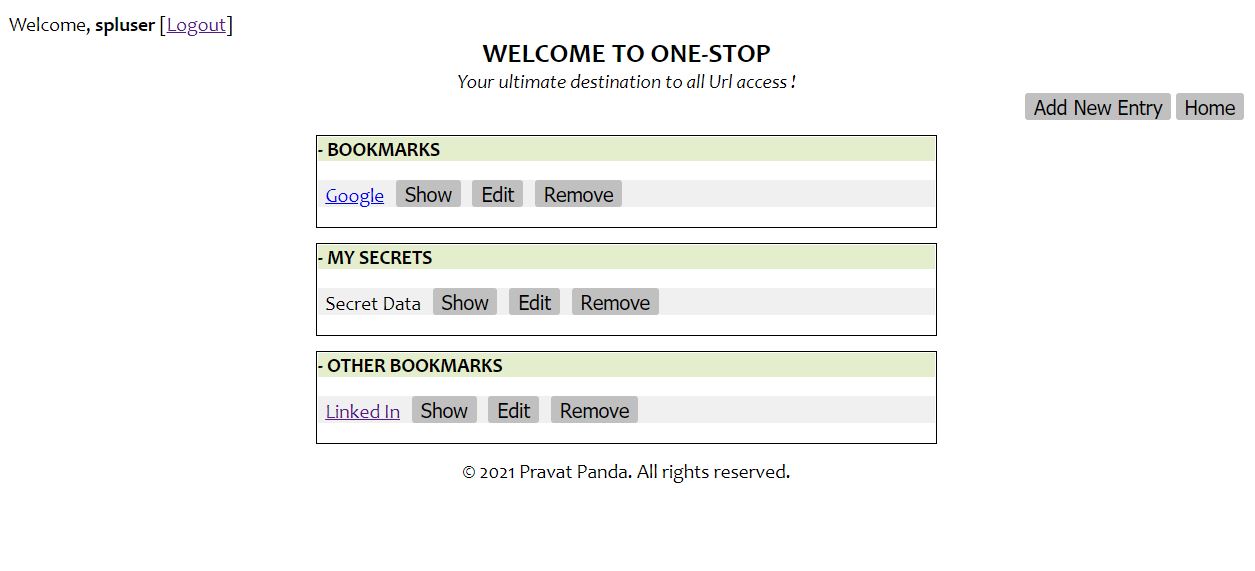 Welcome, spluser [Logout]
WELCOME TO ONE-STOP
Your ultimate destination to all Url access !
Add New Entry Home
- BOOKMARKS
Google Show Edit Remove
- MY SECRETS
Secret Data Show Edit Remove
- OTHER BOOKMARKS
Linked In Show Edit Remove
© 2021 Pravat Panda. All rights reserved.